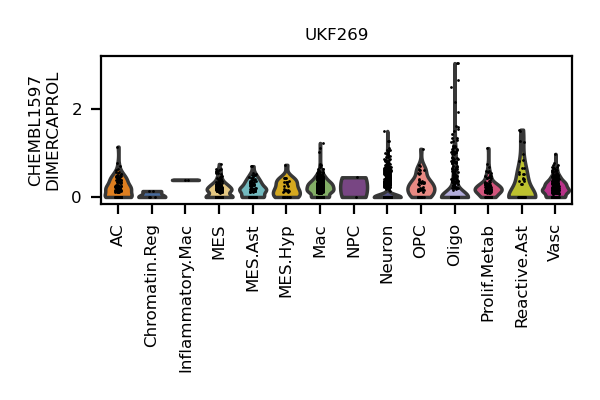 UKF269
CHEMBL1597
DIMERCAPROL
2
0
AC
Chromatin.Reg
Inflammatory.Mac
MES
MES.Ast
MES.Hyp
Mac
NPC
Neuron
OPC
Oligo
Prolif.Metab
Reactive.Ast
Vasc